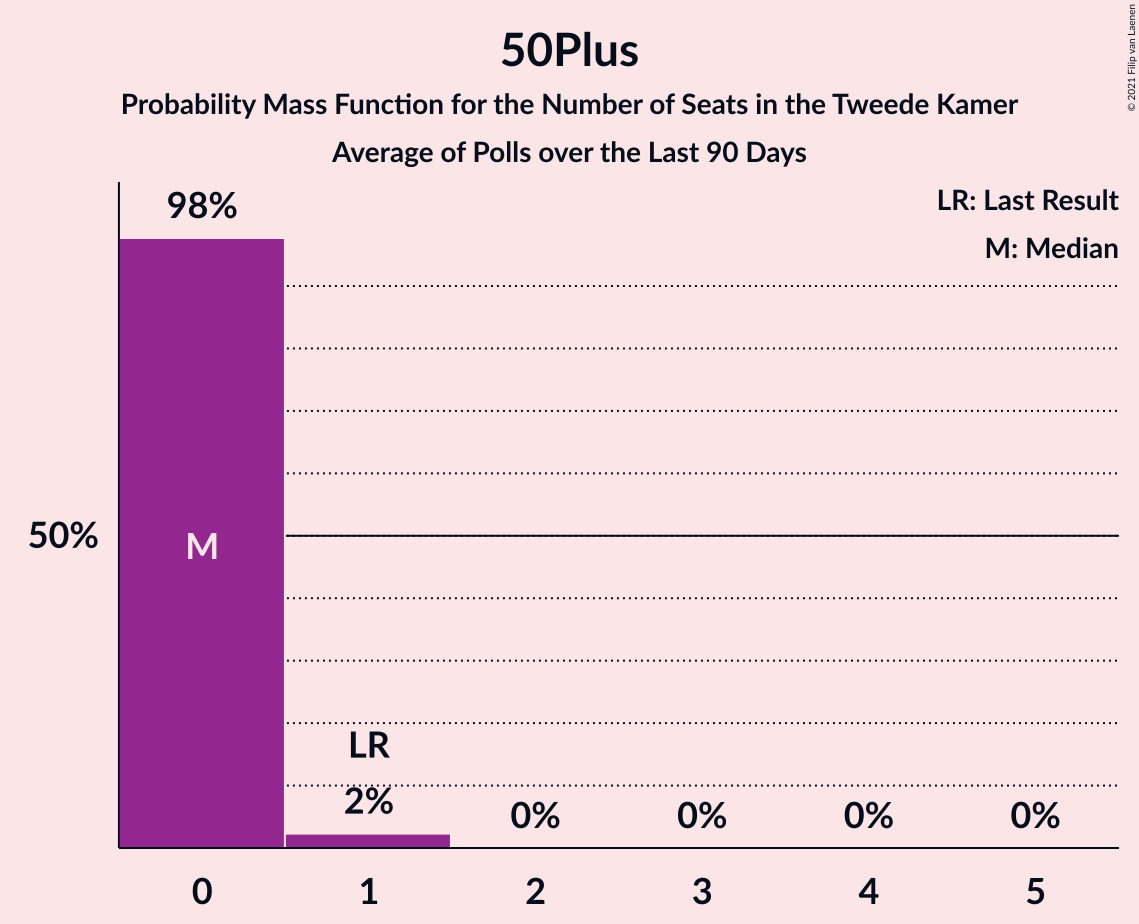 50Plus
Probability Mass Function for the Number of Seats in the Tweede Kamer
Average of Polls over the Last 90 Days
© 2021 Filip van Laenen
LR: Last Result
M: Median
98%
50%
M
LR
2%
0%
0%
0%
0%
0
1
2
3
4
5